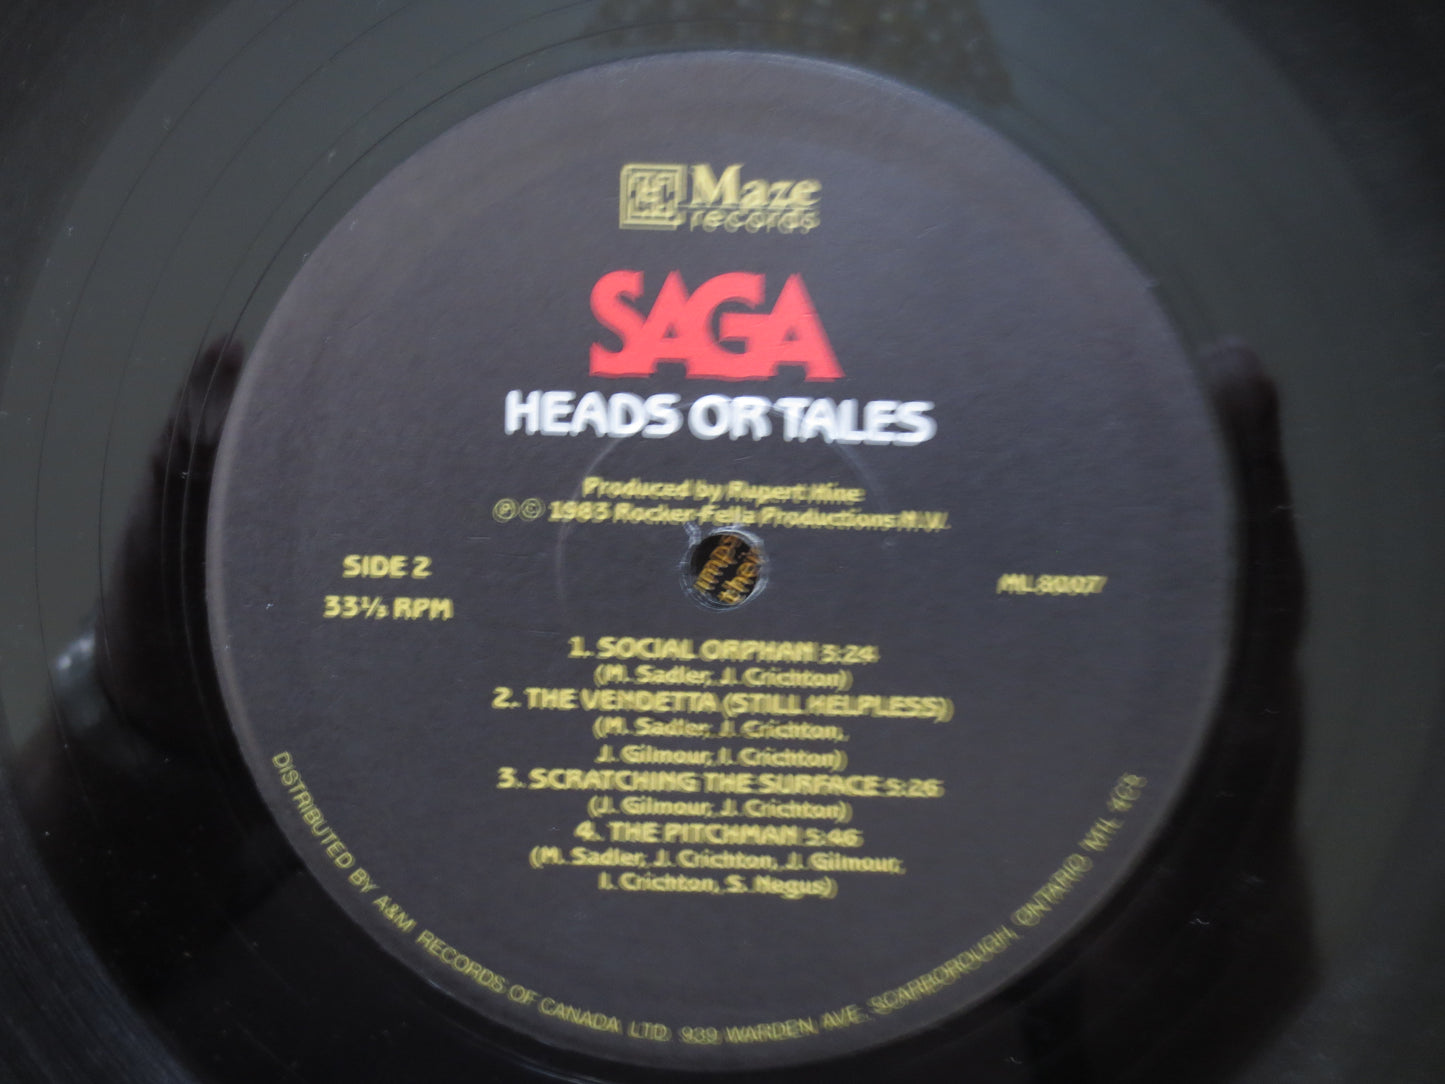 Maze
records
SAGA
HEADS OR TALES
Produced by Rupert Hine
Ⓟ © 1983 Rocker-Fella Productions N.V.
SIDE 2
33⅓ RPM
ML 8007
imps
their
1. SOCIAL ORPHAN 5:24
(M. Sadler, J. Crichton)
2. THE VENDETTA (STILL HELPLESS)
(M. Sadler, J. Crichton,
J. Gilmour, I. Crichton)
3. SCRATCHING THE SURFACE 5:26
(J. Gilmour, J. Crichton)
4. THE PITCHMAN 5:46
(M. Sadler, J. Crichton, J. Gilmour,
I. Crichton, S. Negus)
DISTRIBUTED BY A&M RECORDS OF CANADA LTD. 939 WARDEN AVE., SCARBOROUGH, ONTARIO M1L 4C5